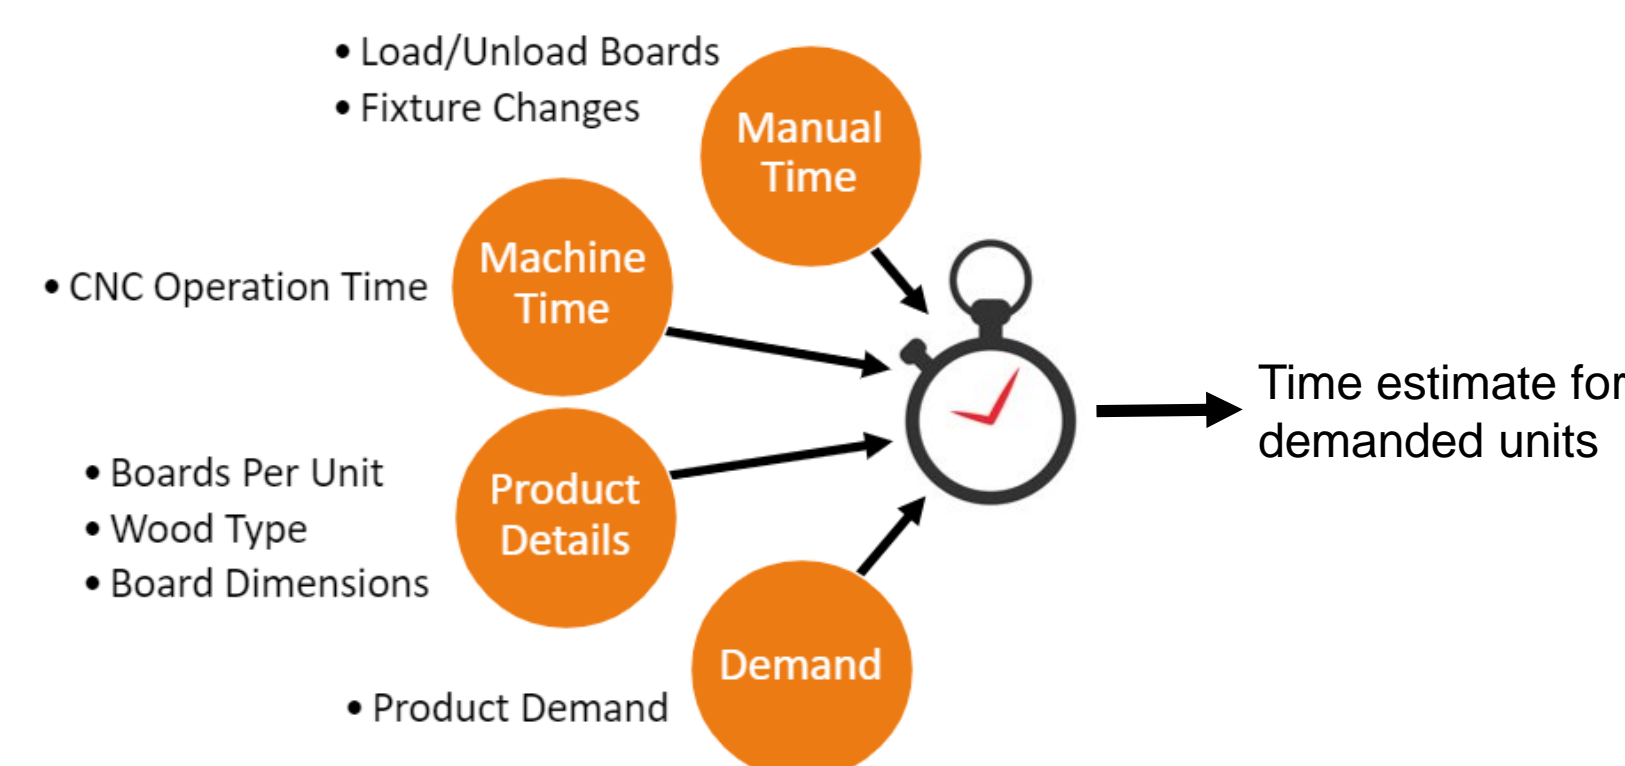 • Load/Unload Boards
• Fixture Changes
Manual
Time
Machine
Time
• CNC Operation Time
Product
Details
• Boards Per Unit
• Wood Type
• Board Dimensions
Demand
• Product Demand
Time estimate for
demanded units